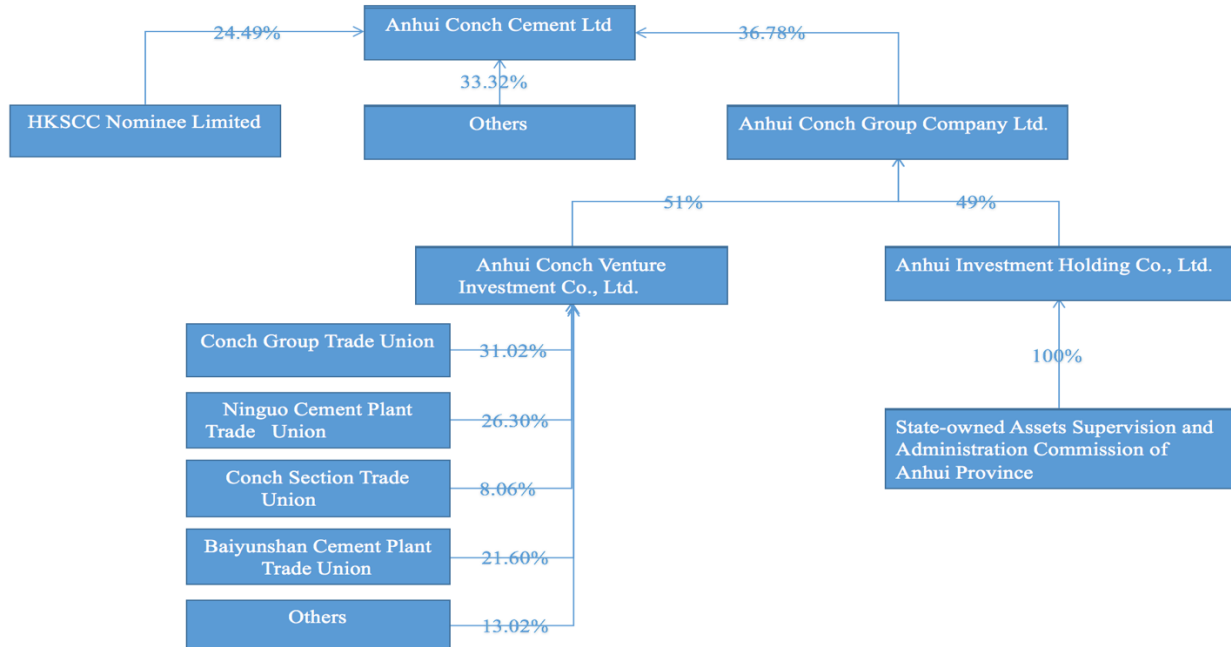 Anhui Conch Cement Ltd
24.49%
36.78%
33.32%
HKSCC Nominee Limited
Others
Anhui Conch Group Company Ltd.
51%
49%
Anhui Conch Venture
Investment Co., Ltd.
Anhui Investment Holding Co., Ltd.
Conch Group Trade Union
31.02%
100%
Ninguo Cement Plant
Trade Union
26.30%
State-owned Assets Supervision and
Administration Commission of
Anhui Province
Conch Section Trade
Union
8.06%
Baiyunshan Cement Plant
Trade Union
21.60%
Others
13.02%